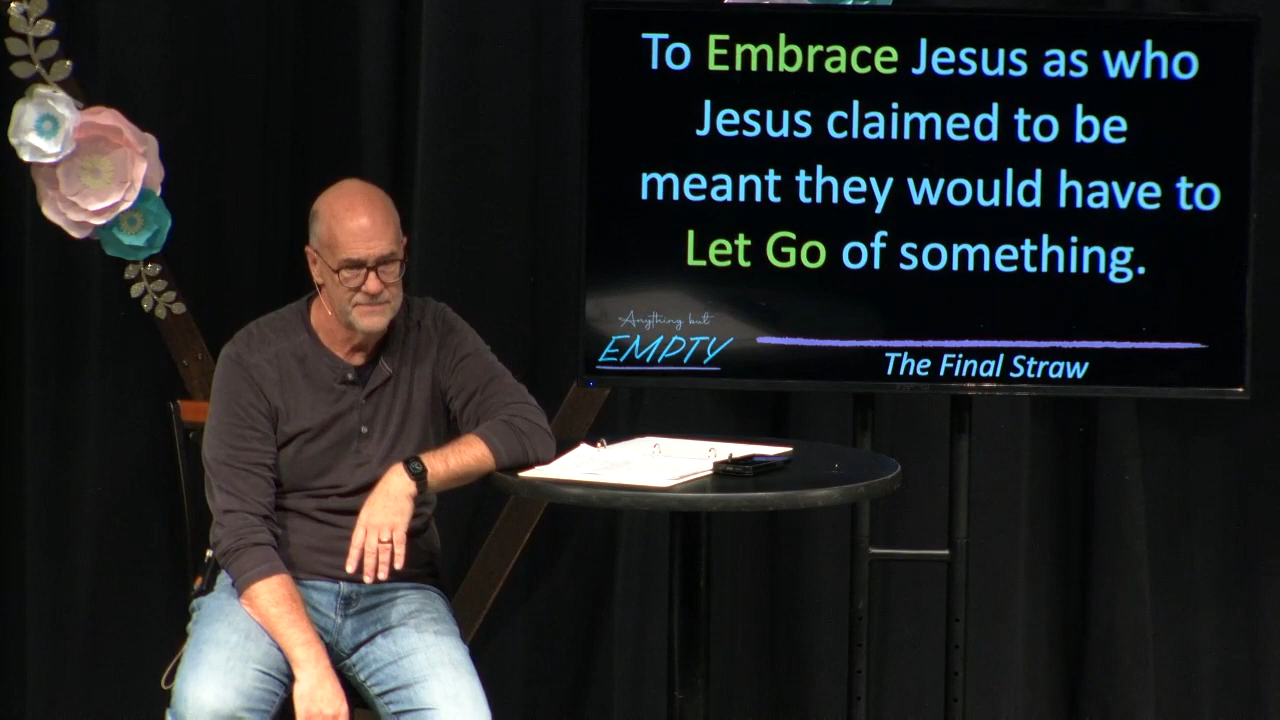 To Embrace Jesus as who
Jesus claimed to be
meant they would have to
Let Go of something.
Anything but
EMPTY
The Final Straw